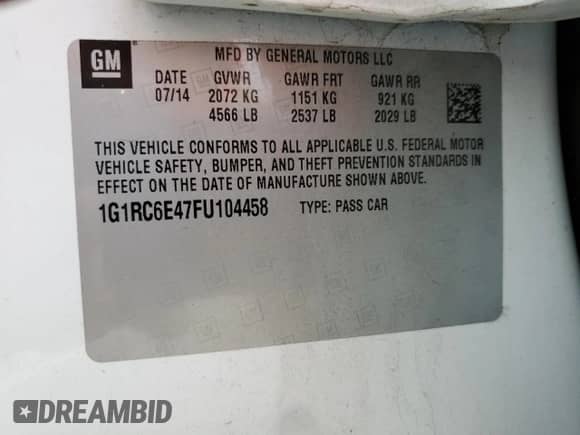 GM
MFD BY GENERAL MOTORS LLC
DATE GVWR GAWR FRT GAWR RR
07/14 2072 KG 1151 KG 921 KG
4566 LB 2537 LB 2029 LB
THIS VEHICLE CONFORMS TO ALL APPLICABLE U.S. FEDERAL MOTOR
VEHICLE SAFETY, BUMPER, AND THEFT PREVENTION STANDARDS IN
EFFECT ON THE DATE OF MANUFACTURE SHOWN ABOVE.
1G1RC6E47FU104458 TYPE: PASS CAR
DREAMBID